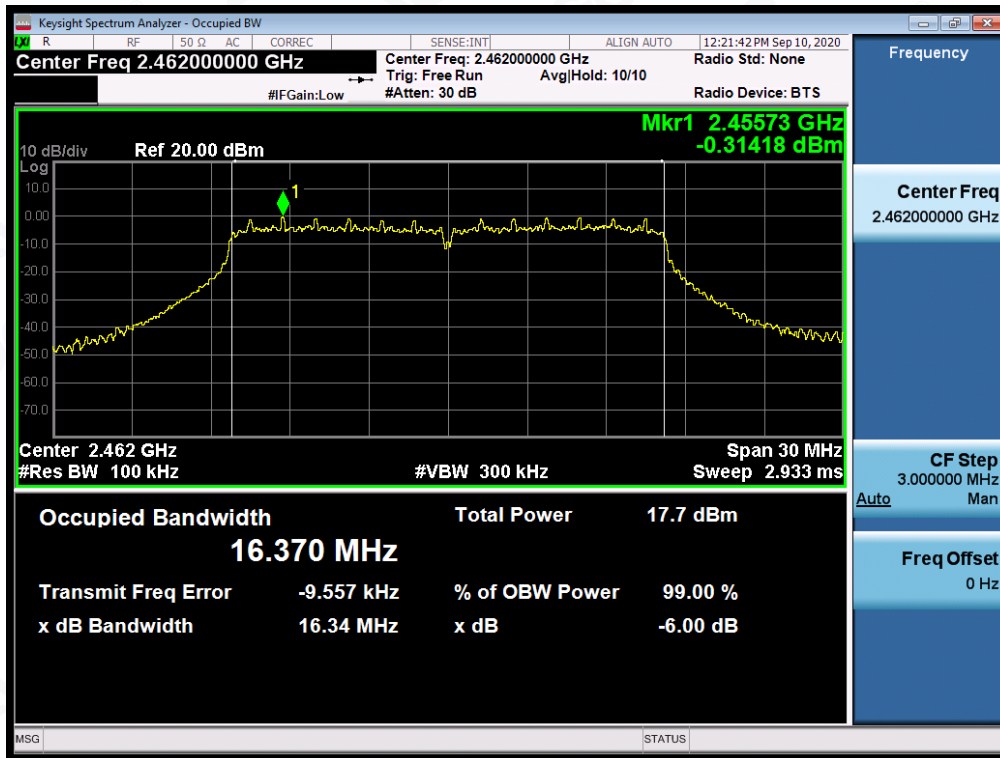 Keysight Spectrum Analyzer - Occupied BW
LXI R RF 50 Ω AC CORREC SENSE:INT ALIGN AUTO 12:21:42 PM Sep 10, 2020
Center Freq 2.462000000 GHz
Center Freq: 2.462000000 GHz
Radio Std: None
Trig: Free Run Avg|Hold: 10/10
#IFGain:Low
#Atten: 30 dB
Radio Device: BTS
Mkr1 2.45573 GHz
-0.31418 dBm
10 dB/div Ref 20.00 dBm
Log
10.0
0.00
-10.0
-20.0
-30.0
-40.0
-50.0
-60.0
-70.0
1
Center 2.462 GHz Span 30 MHz
#Res BW 100 kHz #VBW 300 kHz Sweep 2.933 ms
Occupied Bandwidth Total Power 17.7 dBm
16.370 MHz
Transmit Freq Error -9.557 kHz % of OBW Power 99.00 %
x dB Bandwidth 16.34 MHz x dB -6.00 dB
Frequency
Center Freq
2.462000000 GHz
CF Step
3.000000 MHz
Auto Man
Freq Offset
0 Hz
MSG STATUS